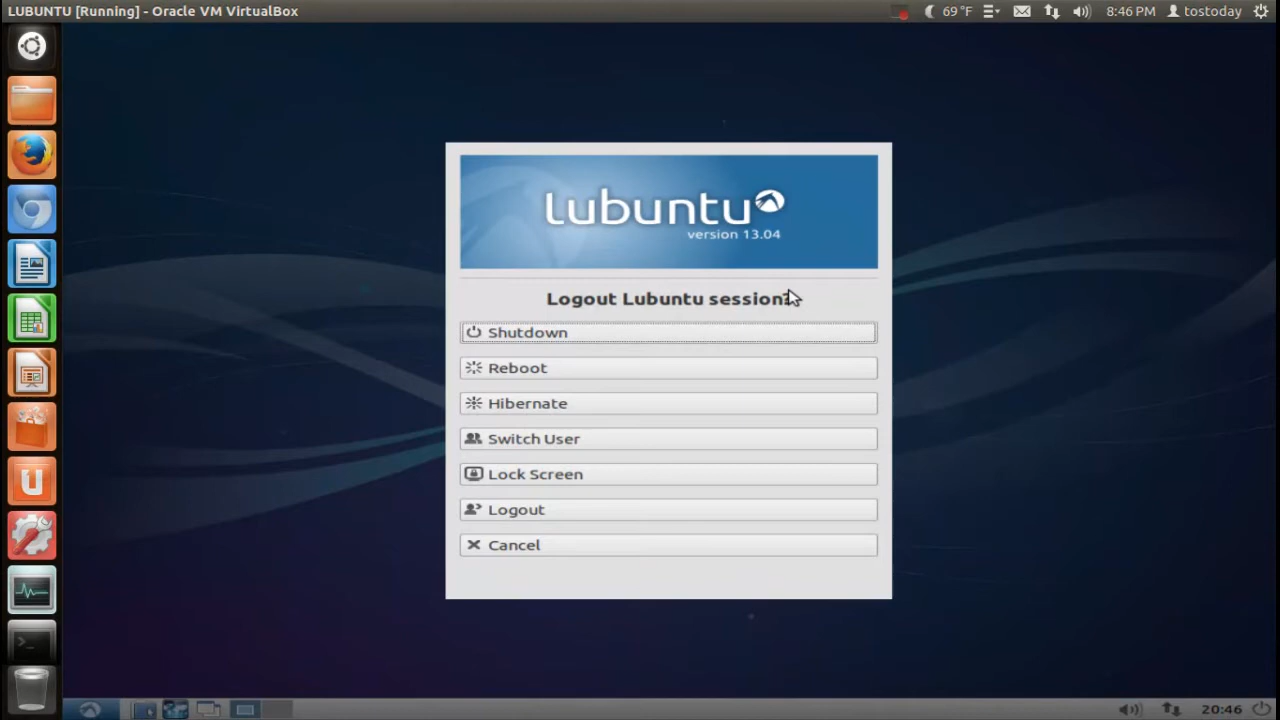 LUBUNTU [Running] - Oracle VM VirtualBox
69 °F
8:46 PM
tostoday
lubuntu
version 13.04
Logout Lubuntu session?
Shutdown
Reboot
Hibernate
Switch User
Lock Screen
Logout
Cancel
20:46